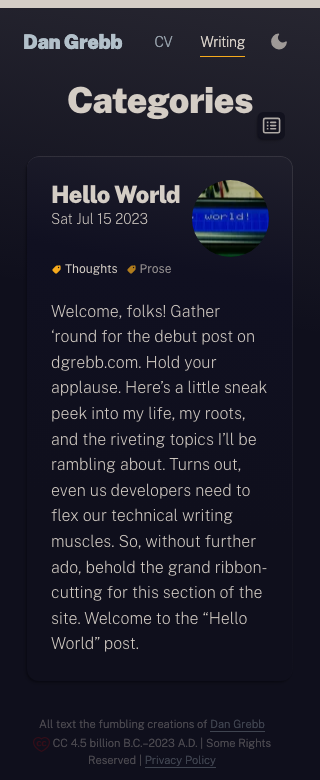 Dan Grebb CV Writing
Categories
Hello World
Sat Jul 15 2023
world!
Thoughts Prose
Welcome, folks! Gather
‘round for the debut post on
dgrebb.com. Hold your
applause. Here’s a little sneak
peek into my life, my roots,
and the riveting topics I’ll be
rambling about. Turns out,
even us developers need to
flex our technical writing
muscles. So, without further
ado, behold the grand ribbon-
cutting for this section of the
site. Welcome to the “Hello
World” post.
All text the fumbling creations of Dan Grebb
CC 4.5 billion B.C.–2023 A.D. | Some Rights
Reserved | Privacy Policy